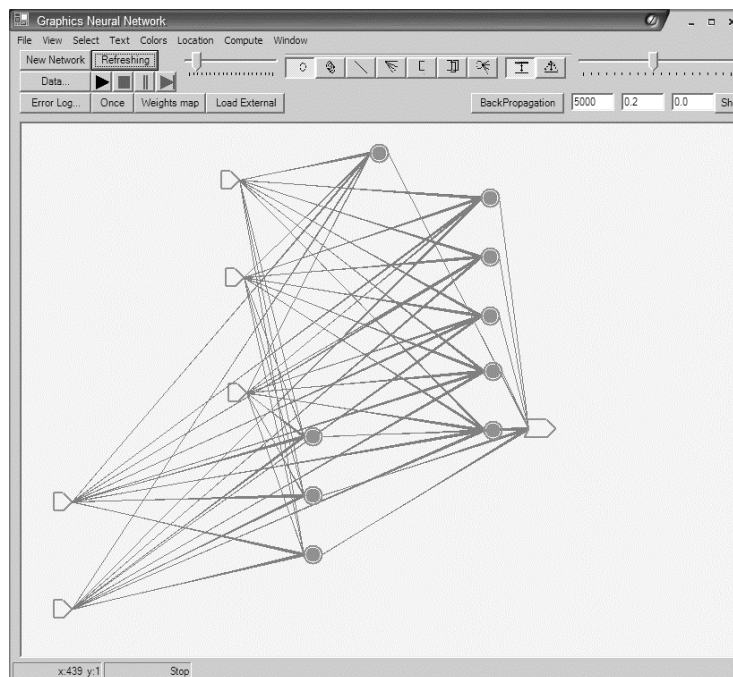 Graphics Neural Network
File View Select Text Colors Location Compute Window
New Network Refreshing
Data...
Error Log... Once Weights map Load External BackPropagation 5000 0.2 0.0 Sh
x:439 y:1 Stop